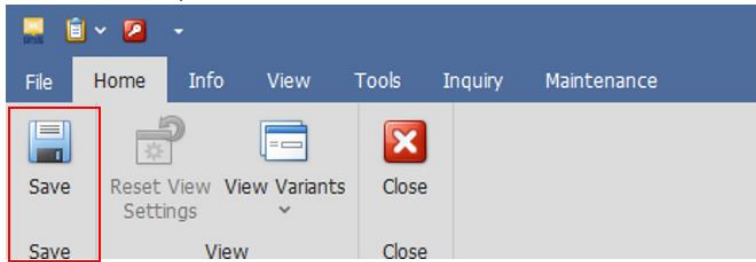 File Home Info View Tools Inquiry Maintenance
Save Reset View Settings View Variants Close
Save View Close